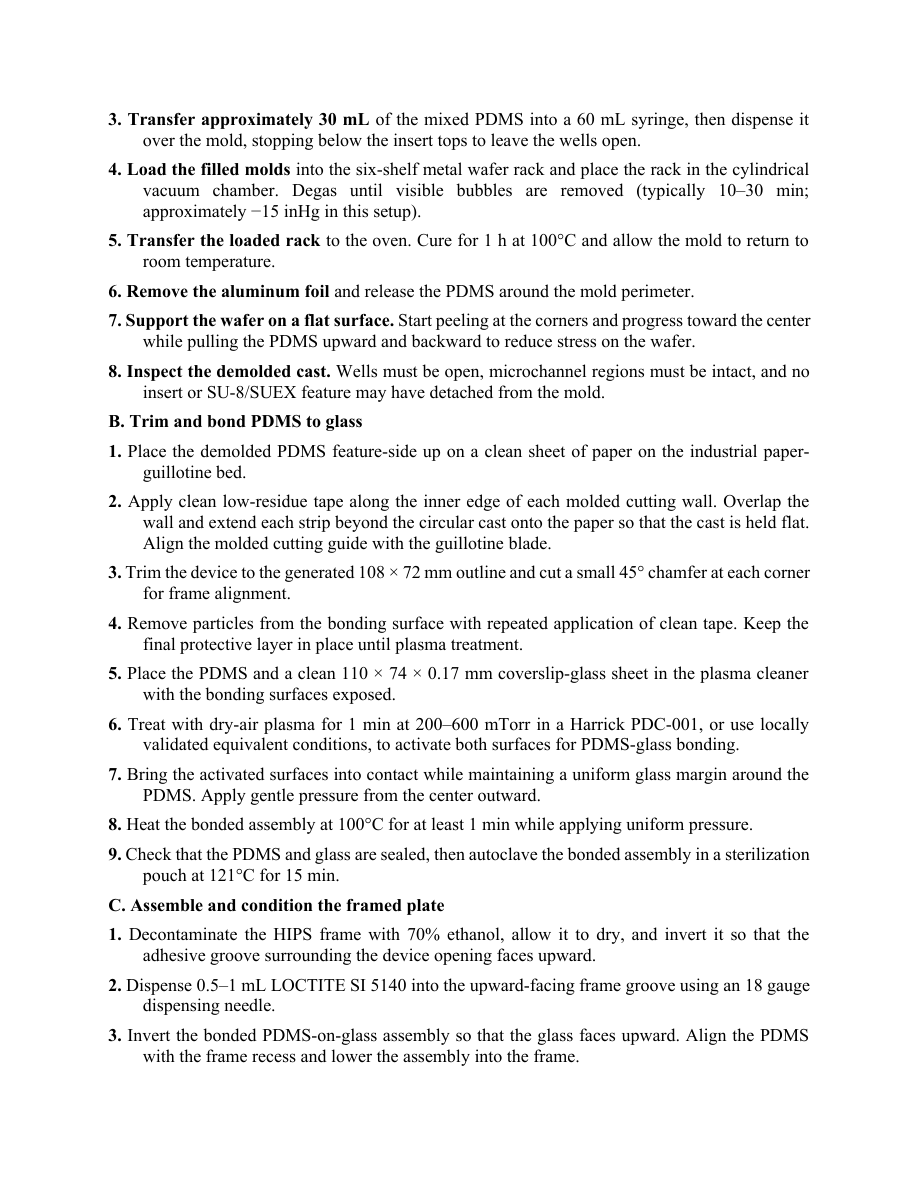 3. Transfer approximately 30 mL of the mixed PDMS into a 60 mL syringe, then dispense it
over the mold, stopping below the insert tops to leave the wells open.
4. Load the filled molds into the six-shelf metal wafer rack and place the rack in the cylindrical
vacuum chamber. Degas until visible bubbles are removed (typically 10–30 min;
approximately −15 inHg in this setup).
5. Transfer the loaded rack to the oven. Cure for 1 h at 100°C and allow the mold to return to
room temperature.
6. Remove the aluminum foil and release the PDMS around the mold perimeter.
7. Support the wafer on a flat surface. Start peeling at the corners and progress toward the center
while pulling the PDMS upward and backward to reduce stress on the wafer.
8. Inspect the demolded cast. Wells must be open, microchannel regions must be intact, and no
insert or SU-8/SUEX feature may have detached from the mold.
B. Trim and bond PDMS to glass
1. Place the demolded PDMS feature-side up on a clean sheet of paper on the industrial paper-
guillotine bed.
2. Apply clean low-residue tape along the inner edge of each molded cutting wall. Overlap the
wall and extend each strip beyond the circular cast onto the paper so that the cast is held flat.
Align the molded cutting guide with the guillotine blade.
3. Trim the device to the generated 108 × 72 mm outline and cut a small 45° chamfer at each corner
for frame alignment.
4. Remove particles from the bonding surface with repeated application of clean tape. Keep the
final protective layer in place until plasma treatment.
5. Place the PDMS and a clean 110 × 74 × 0.17 mm coverslip-glass sheet in the plasma cleaner
with the bonding surfaces exposed.
6. Treat with dry-air plasma for 1 min at 200–600 mTorr in a Harrick PDC-001, or use locally
validated equivalent conditions, to activate both surfaces for PDMS-glass bonding.
7. Bring the activated surfaces into contact while maintaining a uniform glass margin around the
PDMS. Apply gentle pressure from the center outward.
8. Heat the bonded assembly at 100°C for at least 1 min while applying uniform pressure.
9. Check that the PDMS and glass are sealed, then autoclave the bonded assembly in a sterilization
pouch at 121°C for 15 min.
C. Assemble and condition the framed plate
1. Decontaminate the HIPS frame with 70% ethanol, allow it to dry, and invert it so that the
adhesive groove surrounding the device opening faces upward.
2. Dispense 0.5–1 mL LOCTITE SI 5140 into the upward-facing frame groove using an 18 gauge
dispensing needle.
3. Invert the bonded PDMS-on-glass assembly so that the glass faces upward. Align the PDMS
with the frame recess and lower the assembly into the frame.